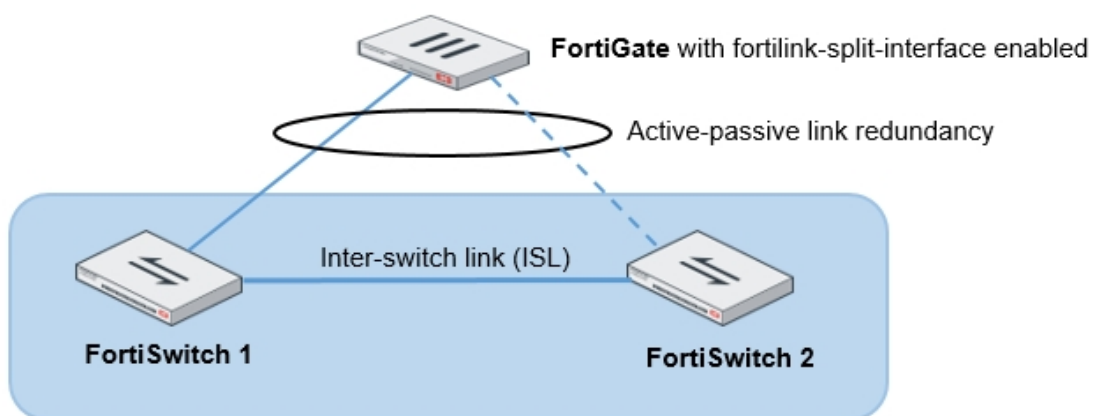 FortiGate with fortilink-split-interface enabled
Active-passive link redundancy
Inter-switch link (ISL)
FortiSwitch 1
FortiSwitch 2